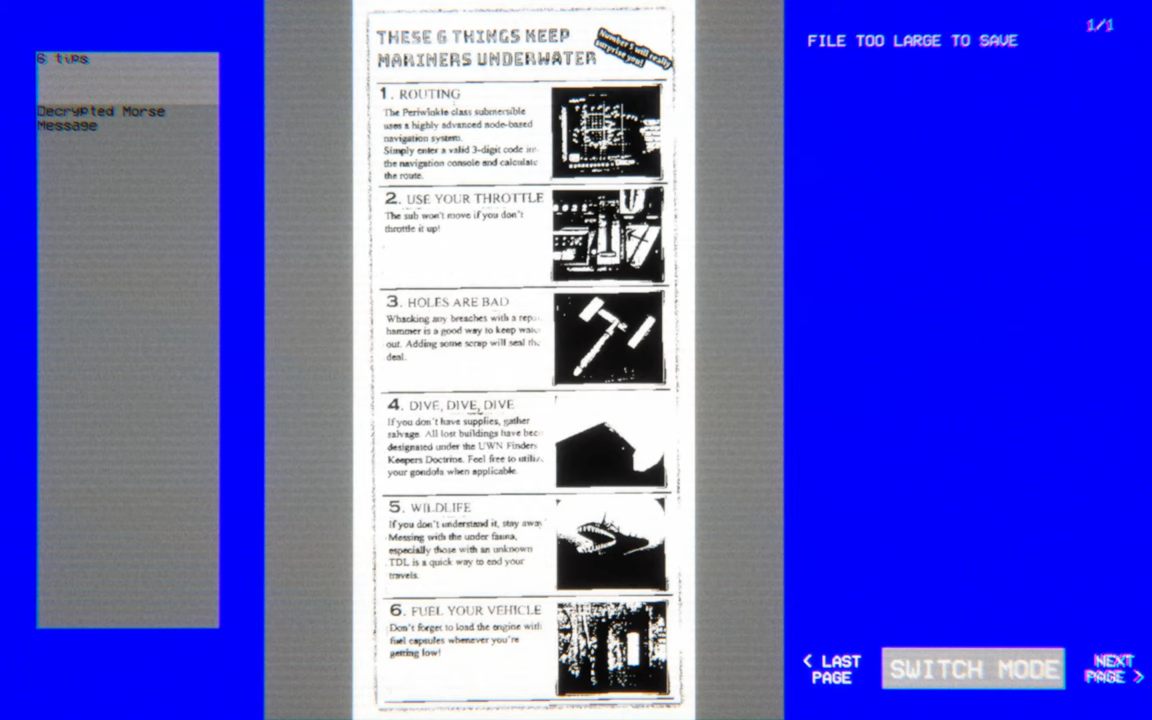 6 tips
Decrypted Morse
Message
THESE 6 THINGS KEEP
MARINERS UNDERWATER
Number 5 will really
surprise you!
1. ROUTING
The Periwinkle class submersible
uses a highly advanced node-based
navigation system.
Simply enter a valid 3-digit code in
the navigation console and calculate
the route.
2. USE YOUR THROTTLE
The sub won't move if you don't
throttle it up!
3. HOLES ARE BAD
Whacking any breaches with a
hammer is a good way to keep
out. Adding some scrap will seal the
deal.
4. DIVE, DIVE, DIVE
If you don't have supplies, gather
salvage. All lost buildings have been
designated under the UWN Finders
Keepers Doctrine. Feel free to utilize
your gondola when applicable.
5. WILDLIFE
If you don't understand it, stay away
Messing with the under fauna,
especially those with an unknown
TDL is a quick way to end your
travels.
6. FUEL YOUR VEHICLE
Don't forget to load the engine with
fuel capsules whenever you're
getting low!
1/1
FILE TOO LARGE TO SAVE
< LAST
PAGE
SWITCH MODE
NEXT
PAGE >